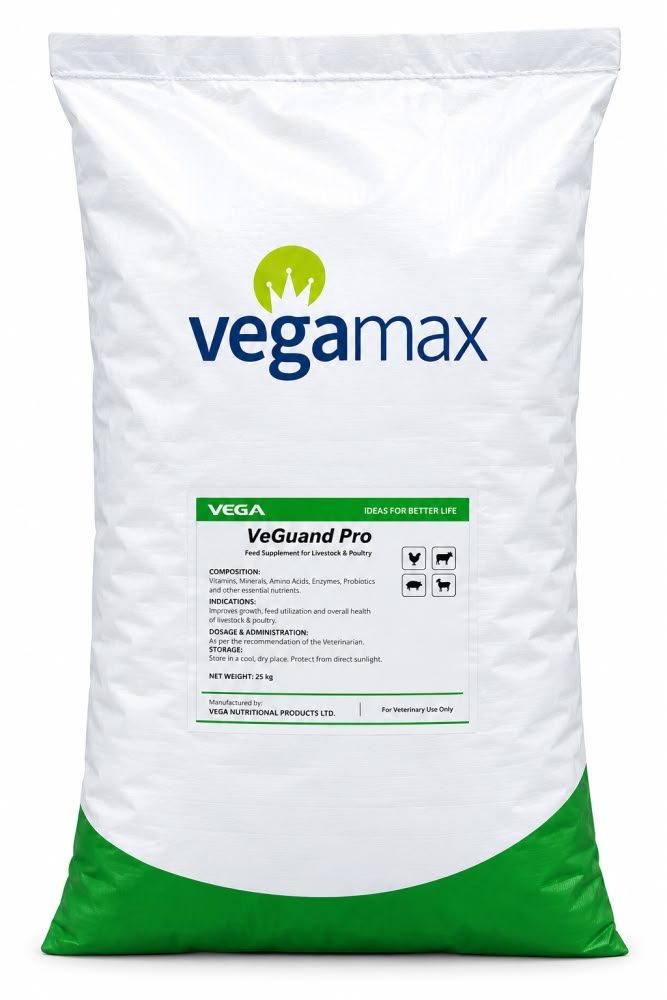 vegamax
VEGA
IDEAS FOR BETTER LIFE
VeGuand Pro
Feed Supplement for Livestock & Poultry
COMPOSITION:
Vitamins, Minerals, Amino Acids, Enzymes, Probiotics
and other essential nutrients.
INDICATIONS:
Improves growth, feed utilization and overall health
of livestock & poultry.
DOSAGE & ADMINISTRATION:
As per the recommendation of the Veterinarian.
STORAGE:
Store in a cool, dry place. Protect from direct sunlight.
NET WEIGHT: 25 kg
Manufactured by:
VEGA NUTRITIONAL PRODUCTS LTD.
For Veterinary Use Only